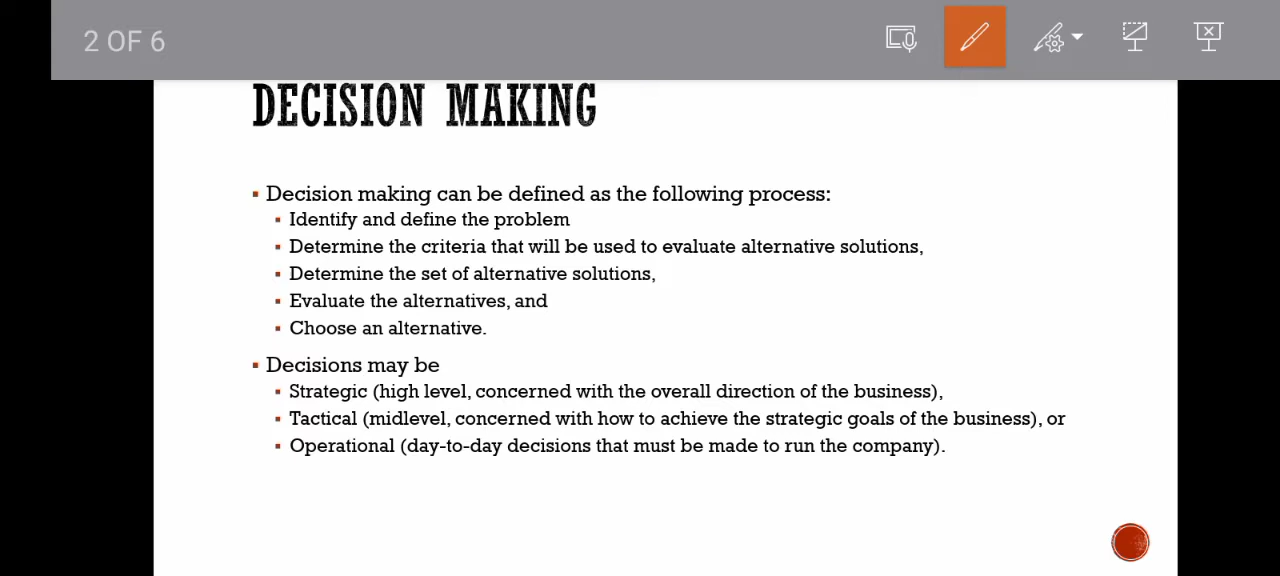 2 OF 6
DECISION MAKING
▪ Decision making can be defined as the following process:
▪ Identify and define the problem
▪ Determine the criteria that will be used to evaluate alternative solutions,
▪ Determine the set of alternative solutions,
▪ Evaluate the alternatives, and
▪ Choose an alternative.
▪ Decisions may be
▪ Strategic (high level, concerned with the overall direction of the business),
▪ Tactical (midlevel, concerned with how to achieve the strategic goals of the business), or
▪ Operational (day-to-day decisions that must be made to run the company).